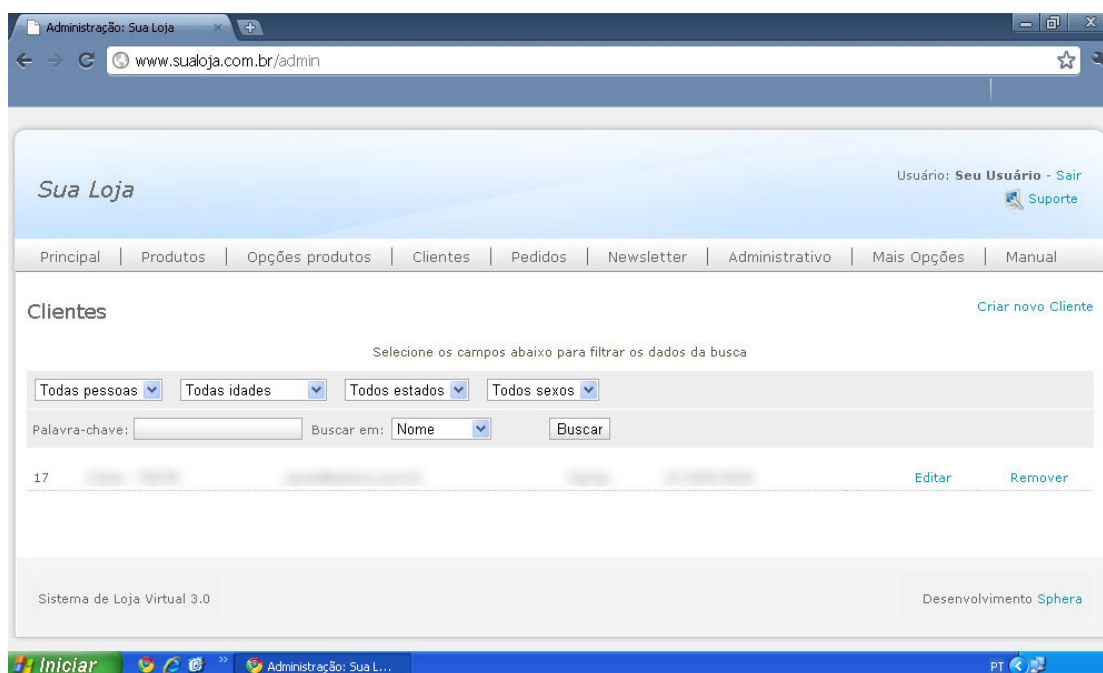 Administração: Sua Loja
www.sualoja.com.br/admin
Sua Loja
Usuário: Seu Usuário - Sair
Suporte
Principal | Produtos | Opções produtos | Clientes | Pedidos | Newsletter | Administrativo | Mais Opções | Manual
Clientes
Criar novo Cliente
Selecione os campos abaixo para filtrar os dados da busca
Todas pessoas Todas idades Todos estados Todos sexos
Palavra-chave: Buscar em: Nome Buscar
17 Editar Remover
Sistema de Loja Virtual 3.0
Desenvolvimento Sphera
Iniciar » Administração: Sua L... PT